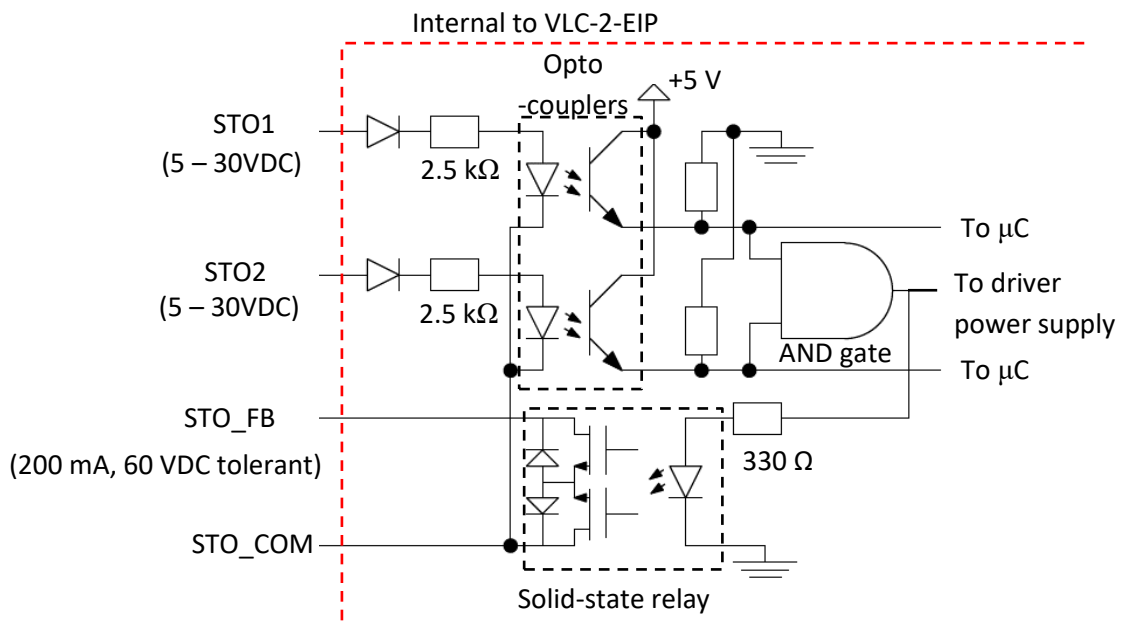 Internal to VLC-2-EIP
Opto
-couplers
+5 V
STO1
(5 – 30VDC)
2.5 kΩ
To μC
STO2
(5 – 30VDC)
2.5 kΩ
To driver
power supply
AND gate
To μC
STO_FB
(200 mA, 60 VDC tolerant)
330 Ω
STO_COM
Solid-state relay